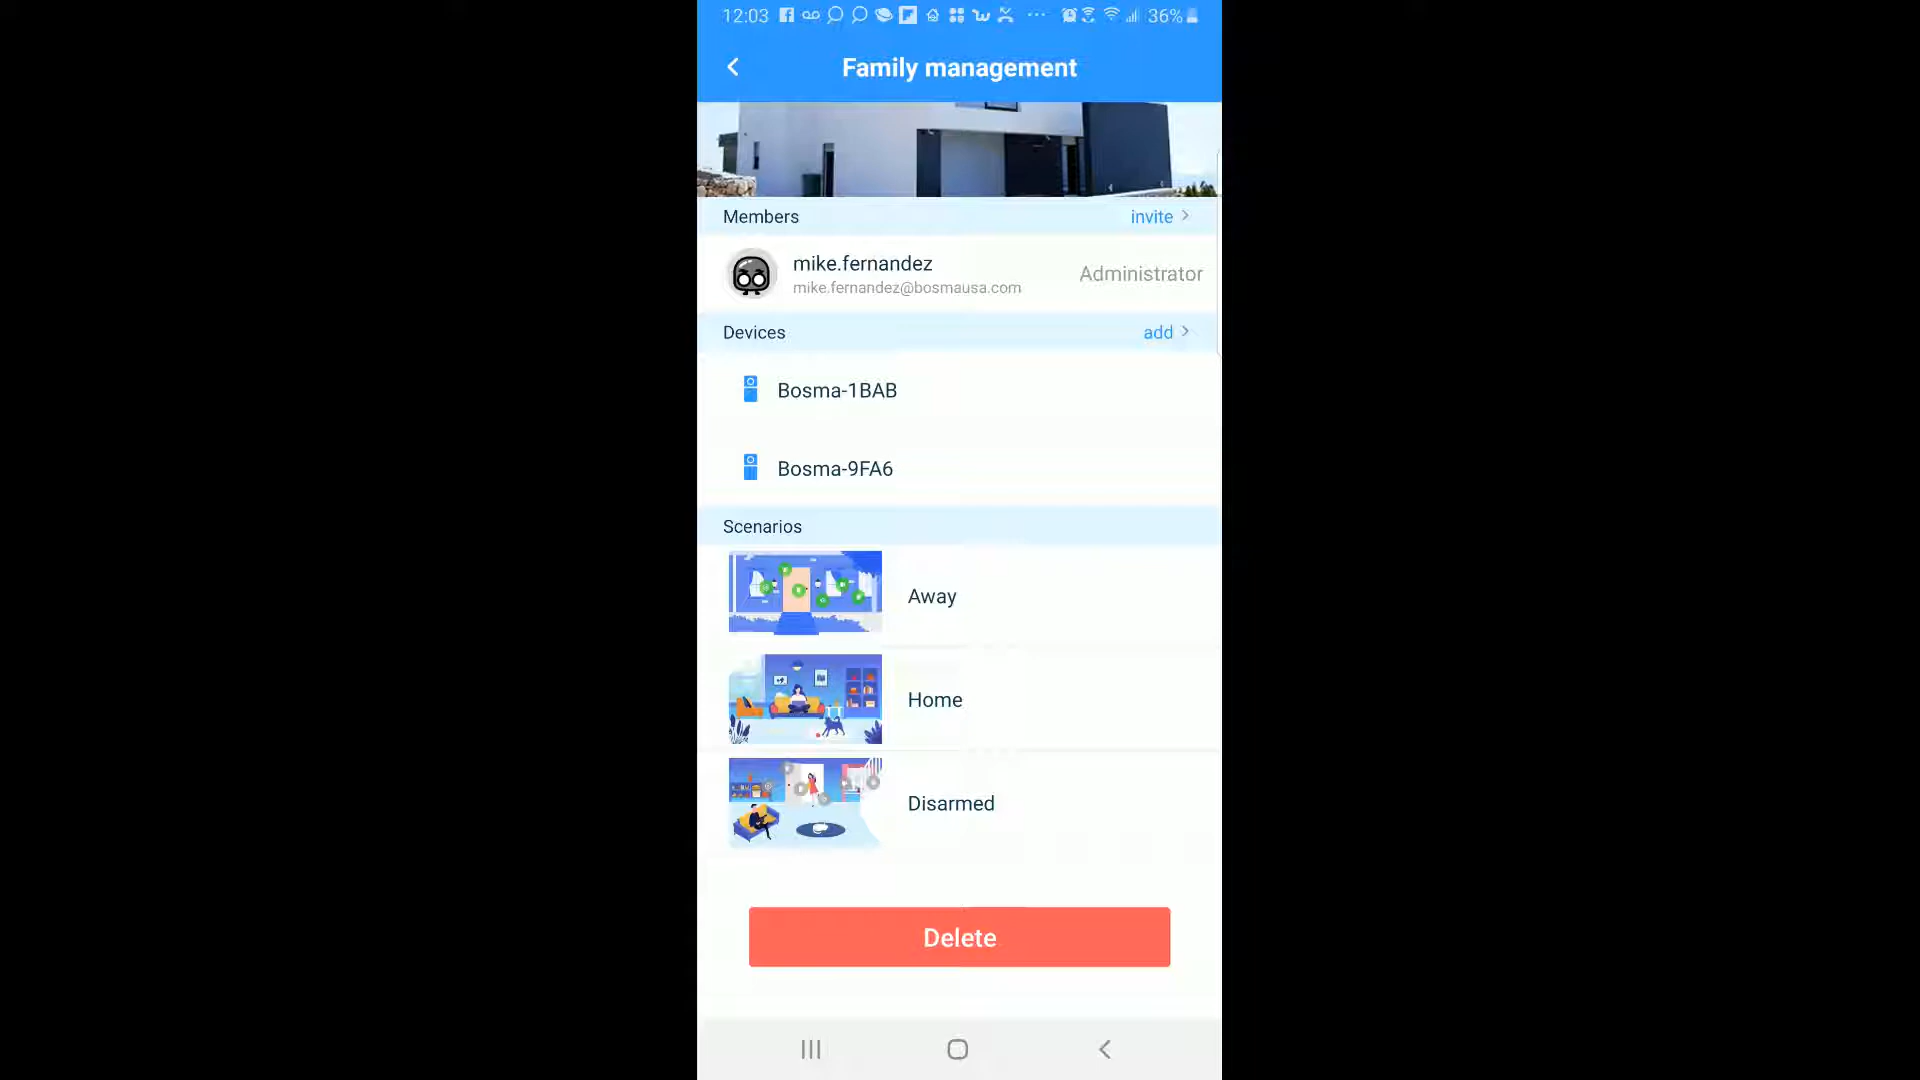 12:03 36%
Family management
Members invite
mike.fernandez
mike.fernandez@bosmausa.com
Administrator
Devices add
Bosma-1BAB
Bosma-9FA6
Scenarios
Away
Home
Disarmed
Delete